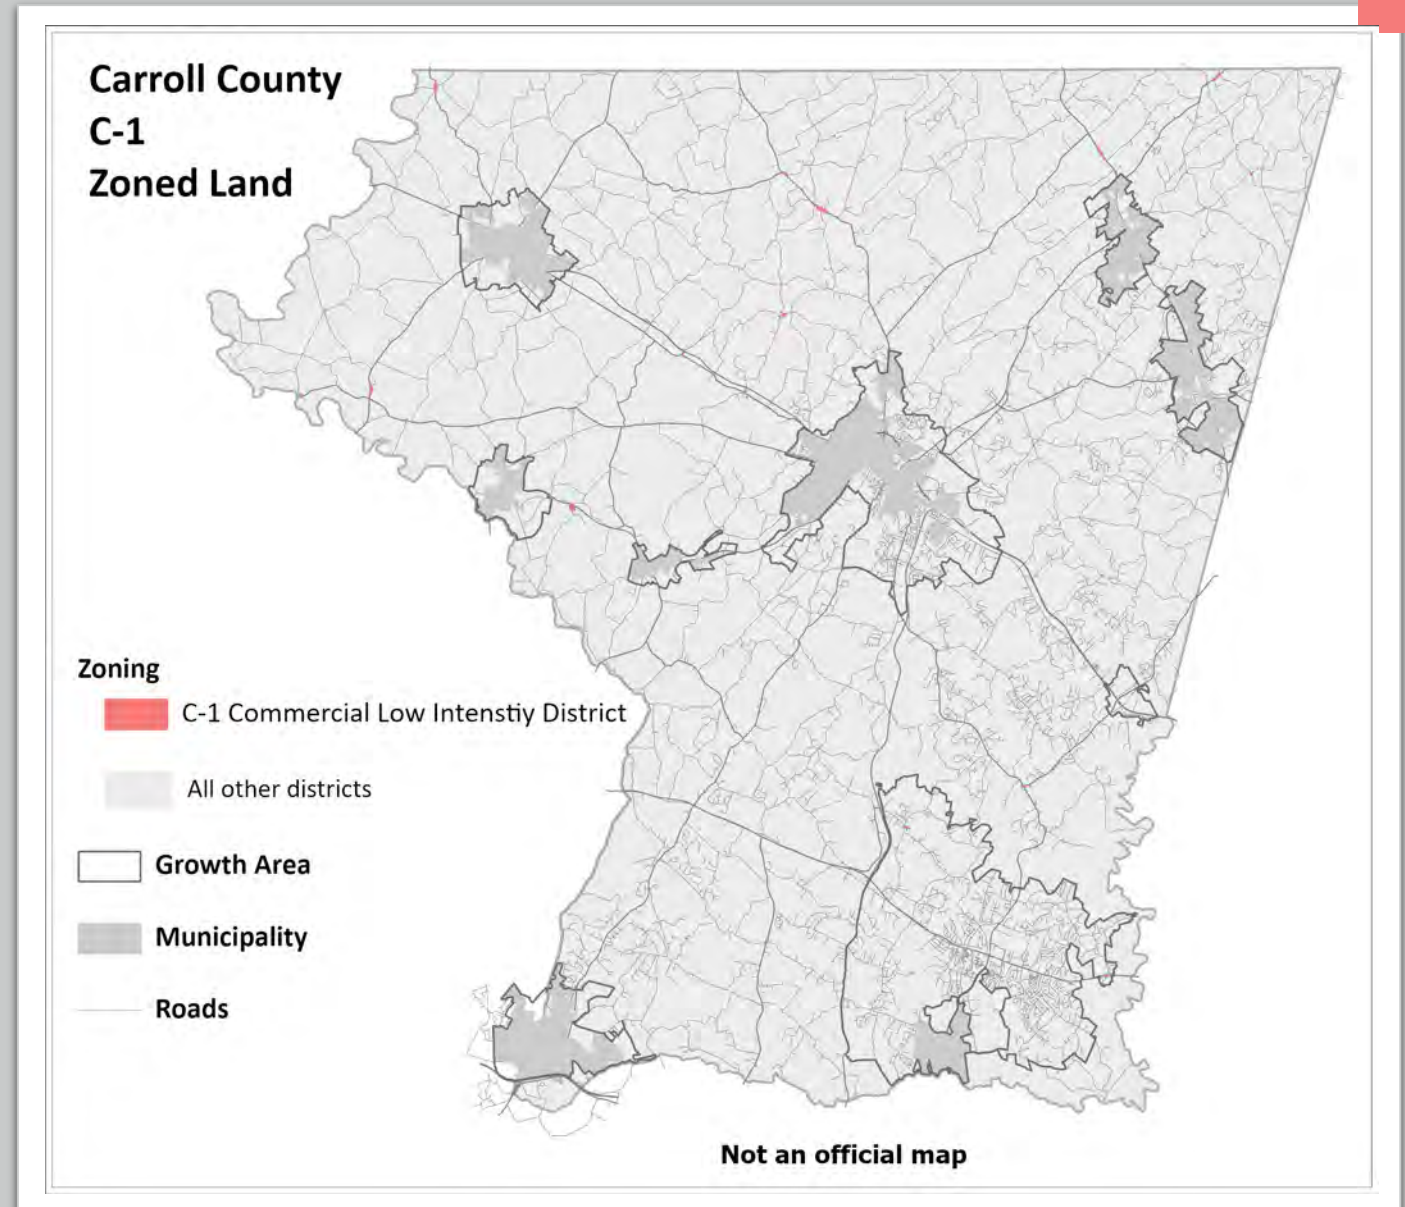 Carroll County
C-1
Zoned Land
Zoning
C-1 Commercial Low Intenstiy District
All other districts
Growth Area
Municipality
Roads
Not an official map